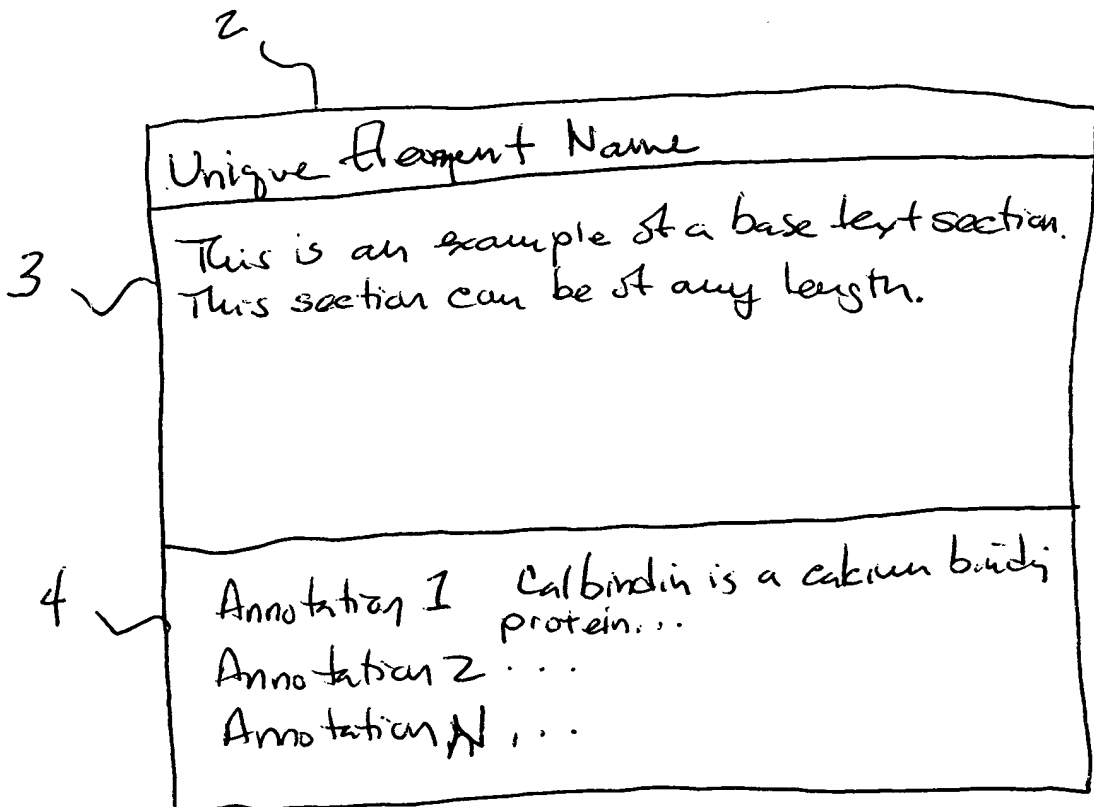 2
Unique Element Name
3
This is an example of a base text section.
This section can be of any length.
4
Annotation 1 Calbindin is a calcium bindin
protein...
Annotation 2 ...
Annotation N ...